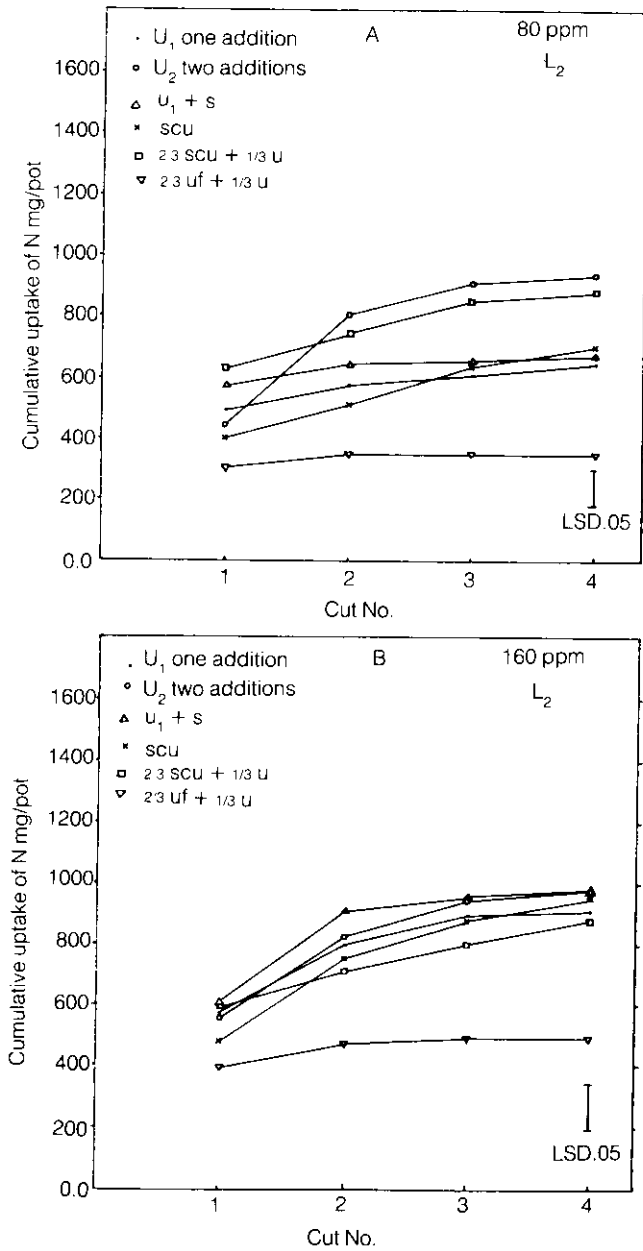 A 80 ppm
L2
U1 one addition
U2 two additions
u1 + s
scu
2 3 scu + 1/3 u
2 3 uf + 1/3 u
Cumulative uptake of N mg/pot
1600
1400
1200
1000
800
600
400
200
0.0
LSD.05
1 2 3 4
Cut No.
B 160 ppm
L2
U1 one addition
U2 two additions
u1 + s
scu
2 3 scu + 1/3 u
2 3 uf + 1/3 u
Cumulative uptake of N mg/pot
1600
1400
1200
1000
800
600
400
200
0.0
LSD.05
1 2 3 4
Cut No.